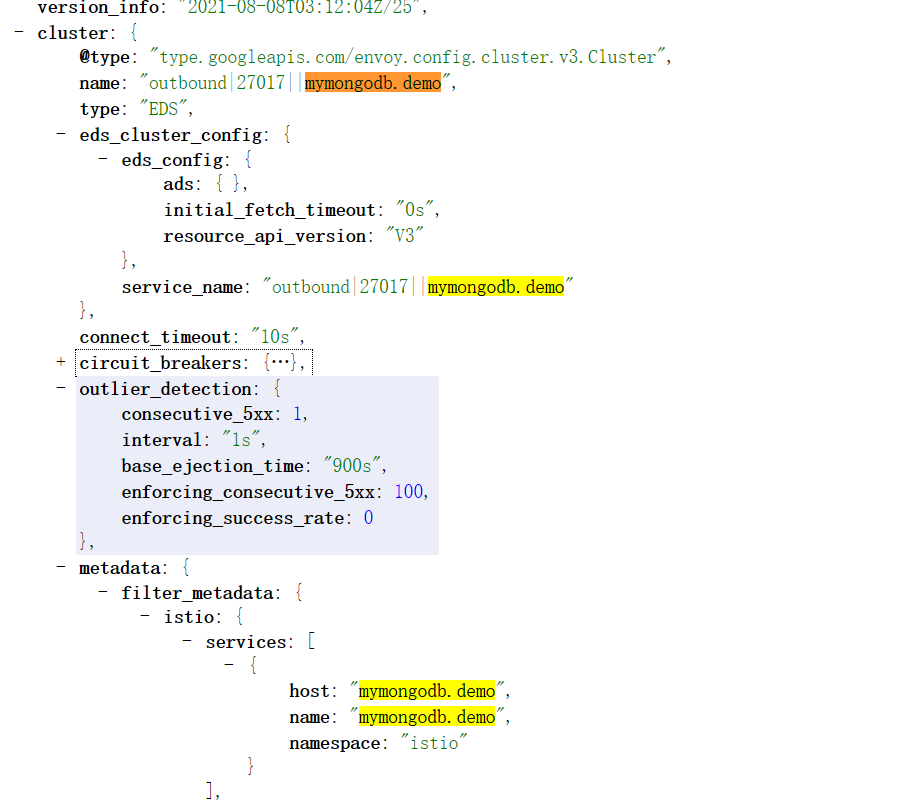 version_info: "2021-08-08T03:12:04Z/25",
- cluster: {
@type: "type.googleapis.com/envoy.config.cluster.v3.Cluster",
name: "outbound|27017||mymongodb.demo",
type: "EDS",
- eds_cluster_config: {
- eds_config: {
ads: { },
initial_fetch_timeout: "0s",
resource_api_version: "V3"
},
service_name: "outbound|27017||mymongodb.demo"
},
connect_timeout: "10s",
+ circuit_breakers: {…},
- outlier_detection: {
consecutive_5xx: 1,
interval: "1s",
base_ejection_time: "900s",
enforcing_consecutive_5xx: 100,
enforcing_success_rate: 0
},
- metadata: {
- filter_metadata: {
- istio: {
- services: [
- {
host: "mymongodb.demo",
name: "mymongodb.demo",
namespace: "istio"
}
],